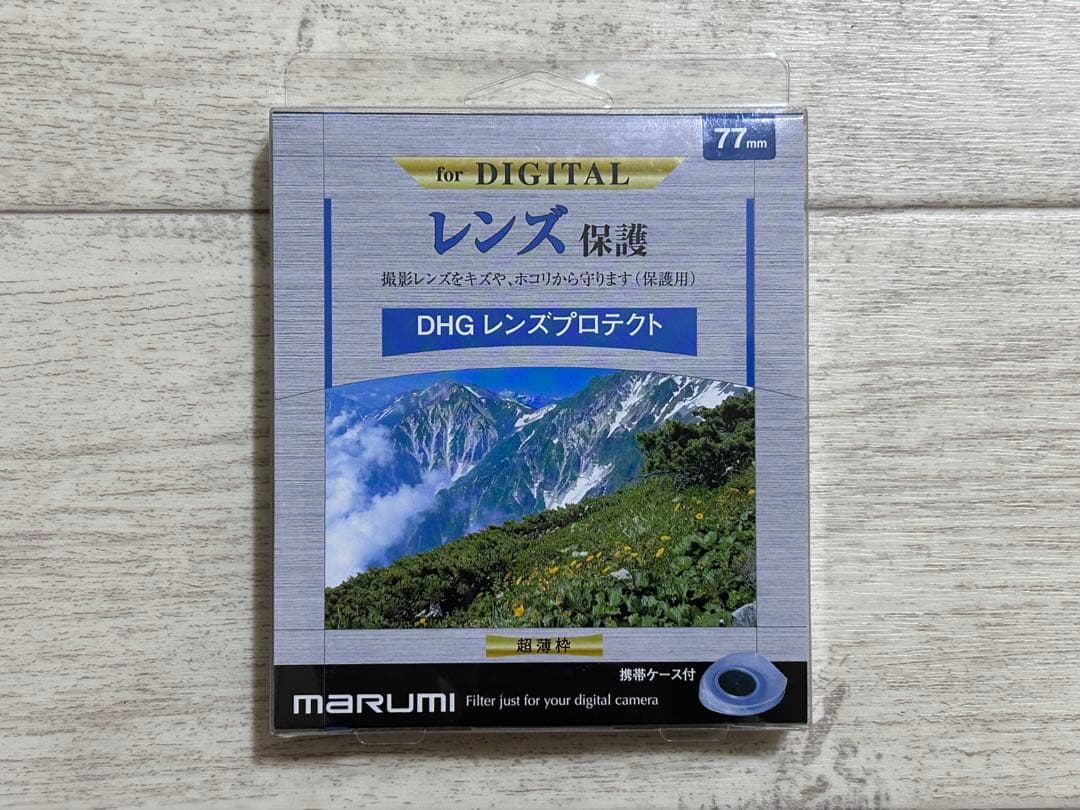 77mm
for DIGITAL
レンズ 保護
撮影レンズをキズや、ホコリから守ります(保護用)
DHG レンズプロテクト
超薄枠
携帯ケース付
marumi Filter just for your digital camera